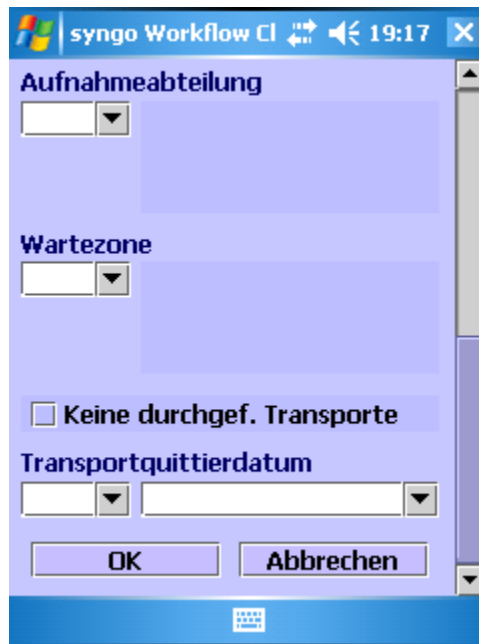 syngo Workflow Cl 19:17
Aufnahmeabteilung
Wartezone
Keine durchgef. Transporte
Transportquittierdatum
OK Abbrechen